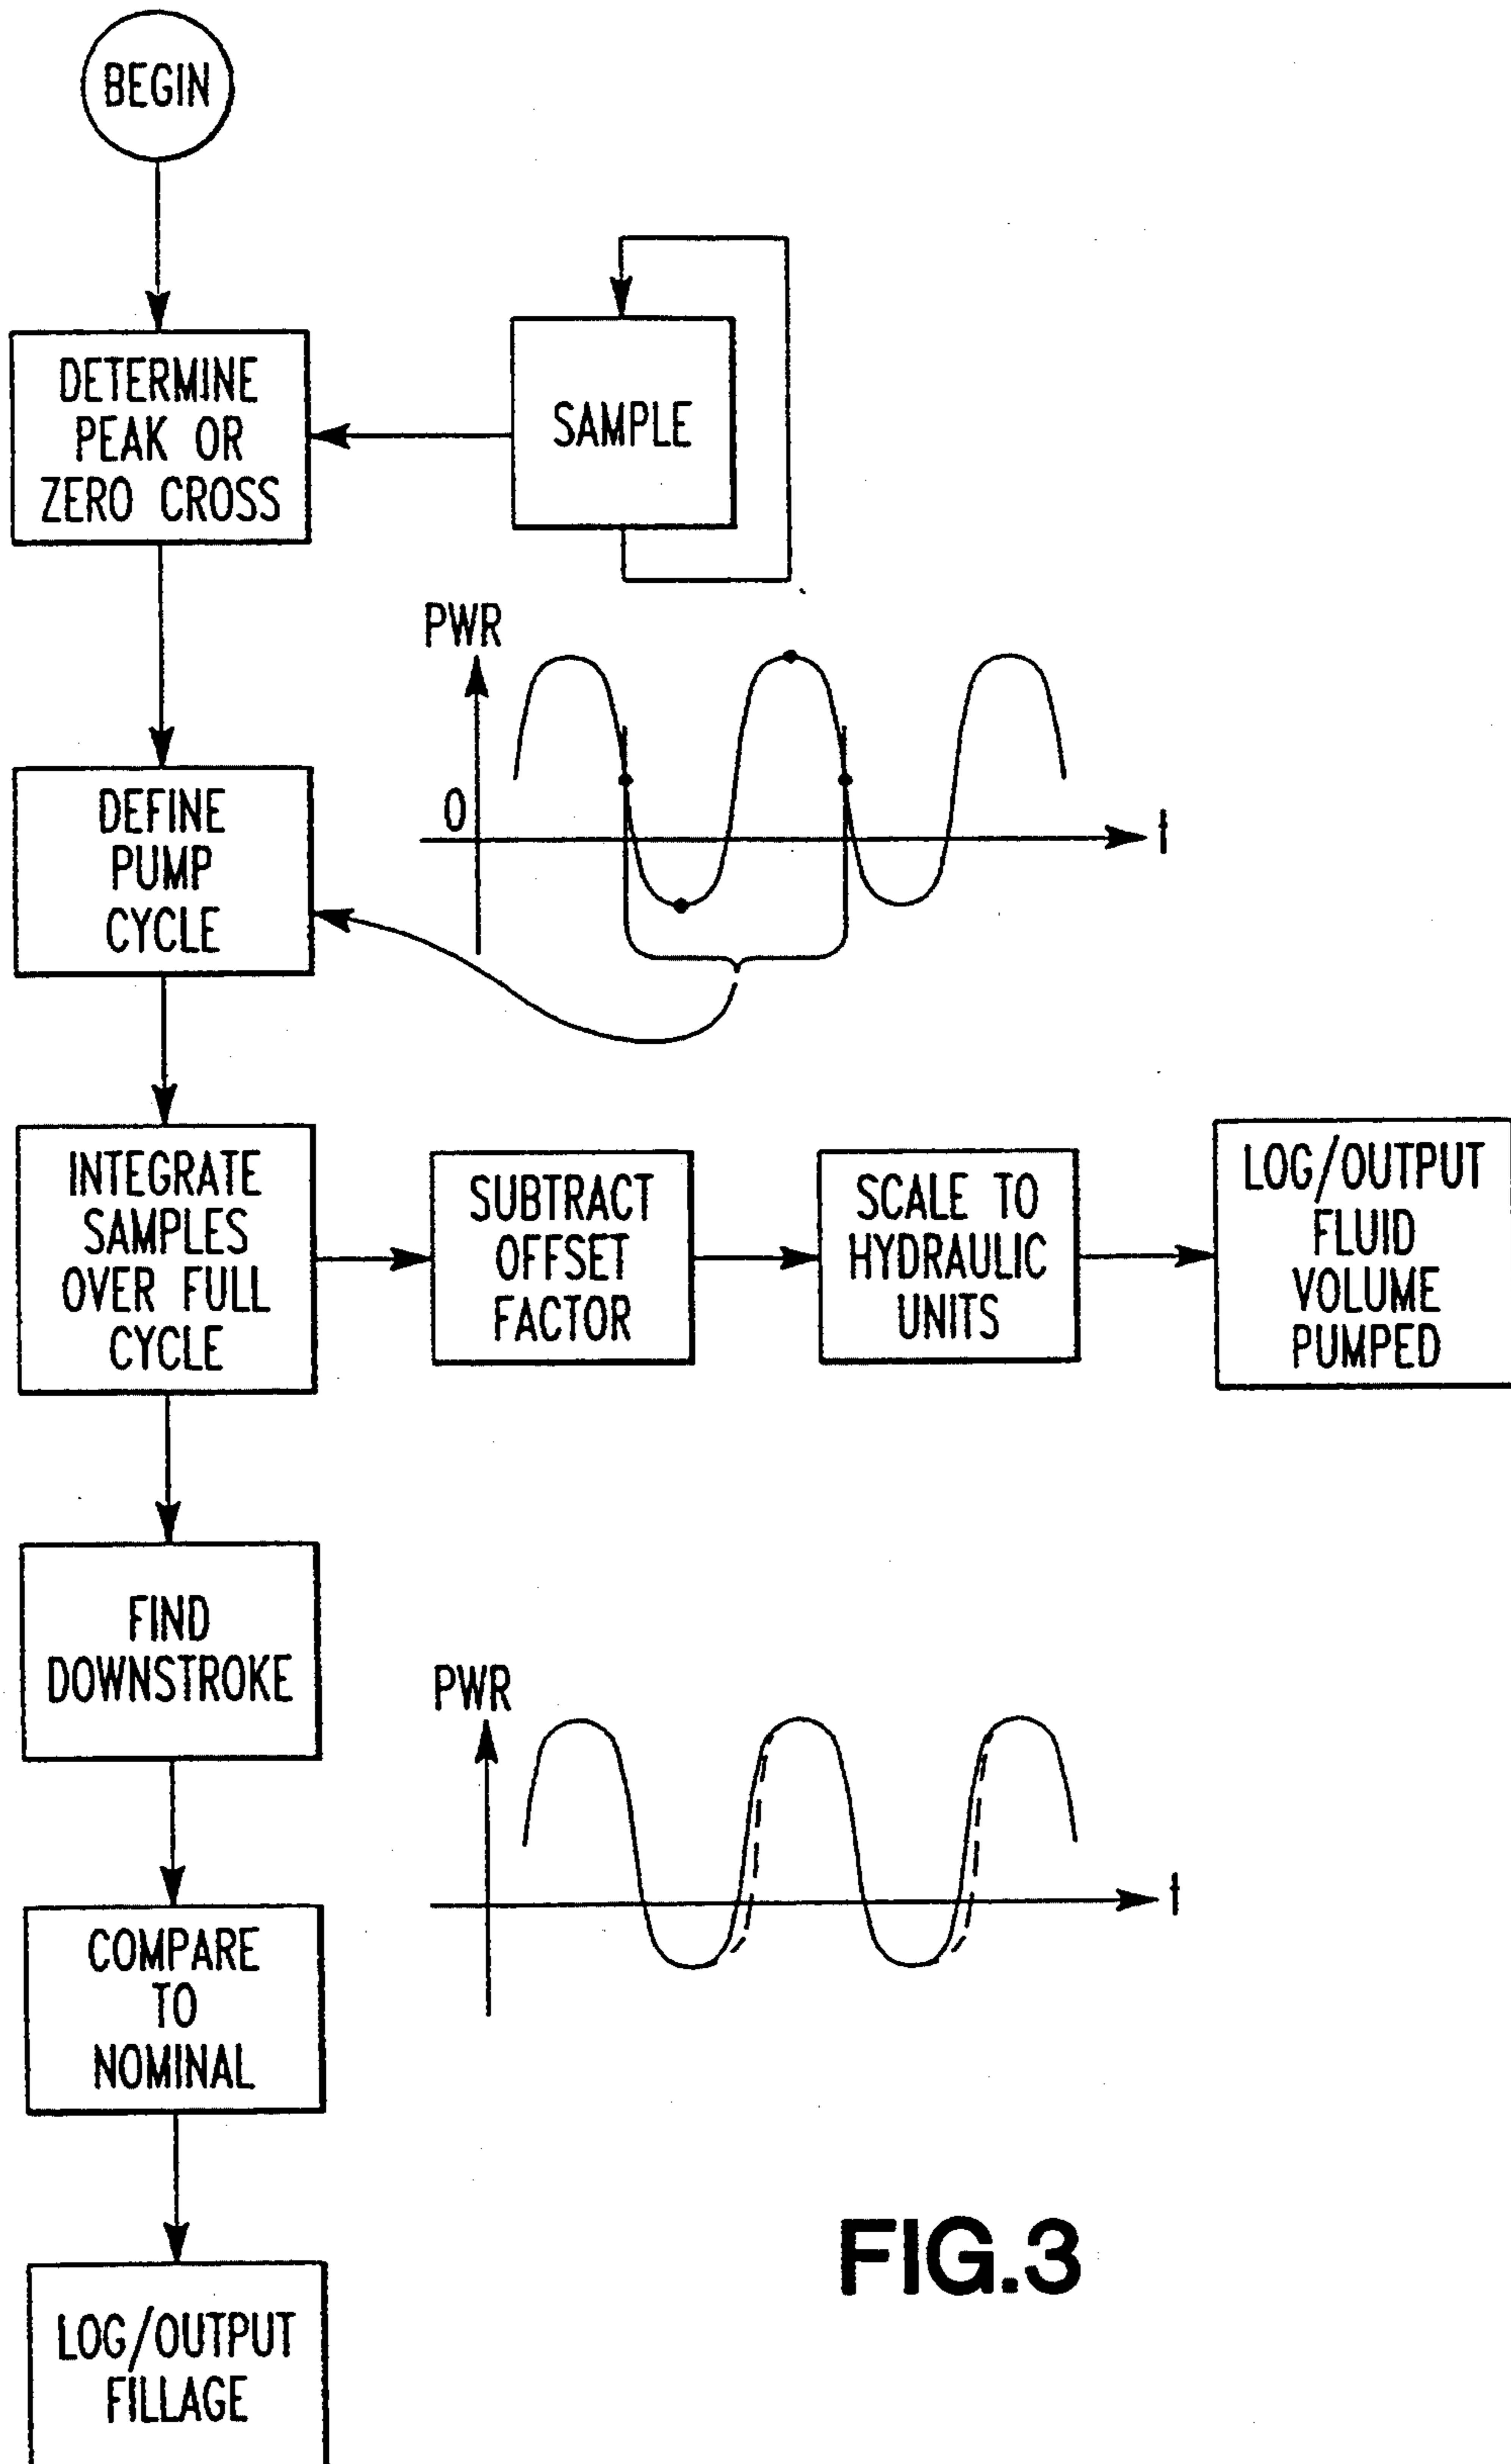 BEGIN
DETERMINE
PEAK OR
ZERO CROSS
SAMPLE
PWR
0
t
DEFINE
PUMP
CYCLE
INTEGRATE
SAMPLES
OVER FULL
CYCLE
SUBTRACT
OFFSET
FACTOR
SCALE TO
HYDRAULIC
UNITS
LOG/OUTPUT
FLUID
VOLUME
PUMPED
FIND
DOWNSTROKE
PWR
t
COMPARE
TO
NOMINAL
LOG/OUTPUT
FILLAGE
FIG.3